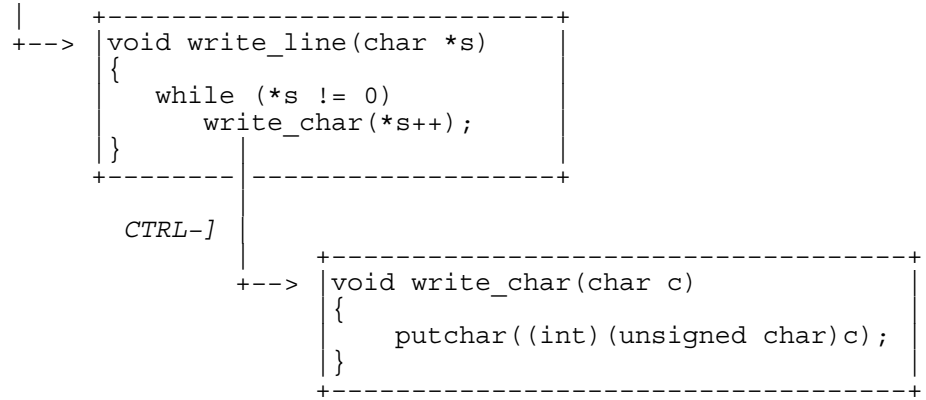 |     +----------------------------+
+--> |void write_line(char *s)     |
     |{                            |
     |   while (*s != 0)           |
     |      write_char(*s++);      |
     |}        |                   |
     +--------|-------------------+
              |
       CTRL-] |
              |     +------------------------------------+
              +--> |void write_char(char c)              |
                   |{                                    |
                   |    putchar((int)(unsigned char)c);  |
                   |}                                    |
                   +------------------------------------+